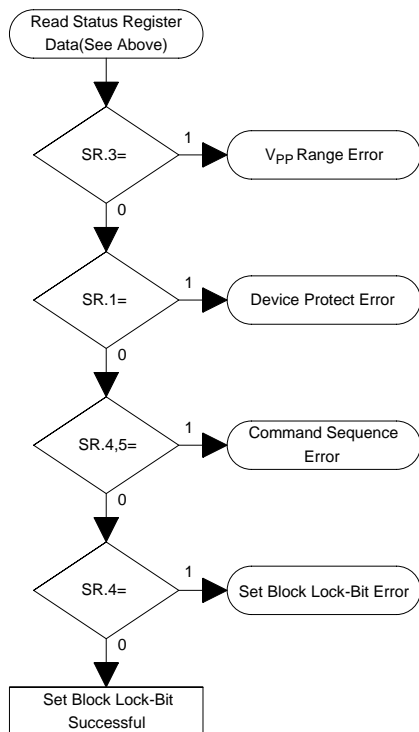 Read Status Register
Data(See Above)
SR.3=
1
VPP Range Error
0
SR.1=
1
Device Protect Error
0
SR.4,5=
1
Command Sequence
Error
0
SR.4=
1
Set Block Lock-Bit Error
0
Set Block Lock-Bit
Successful